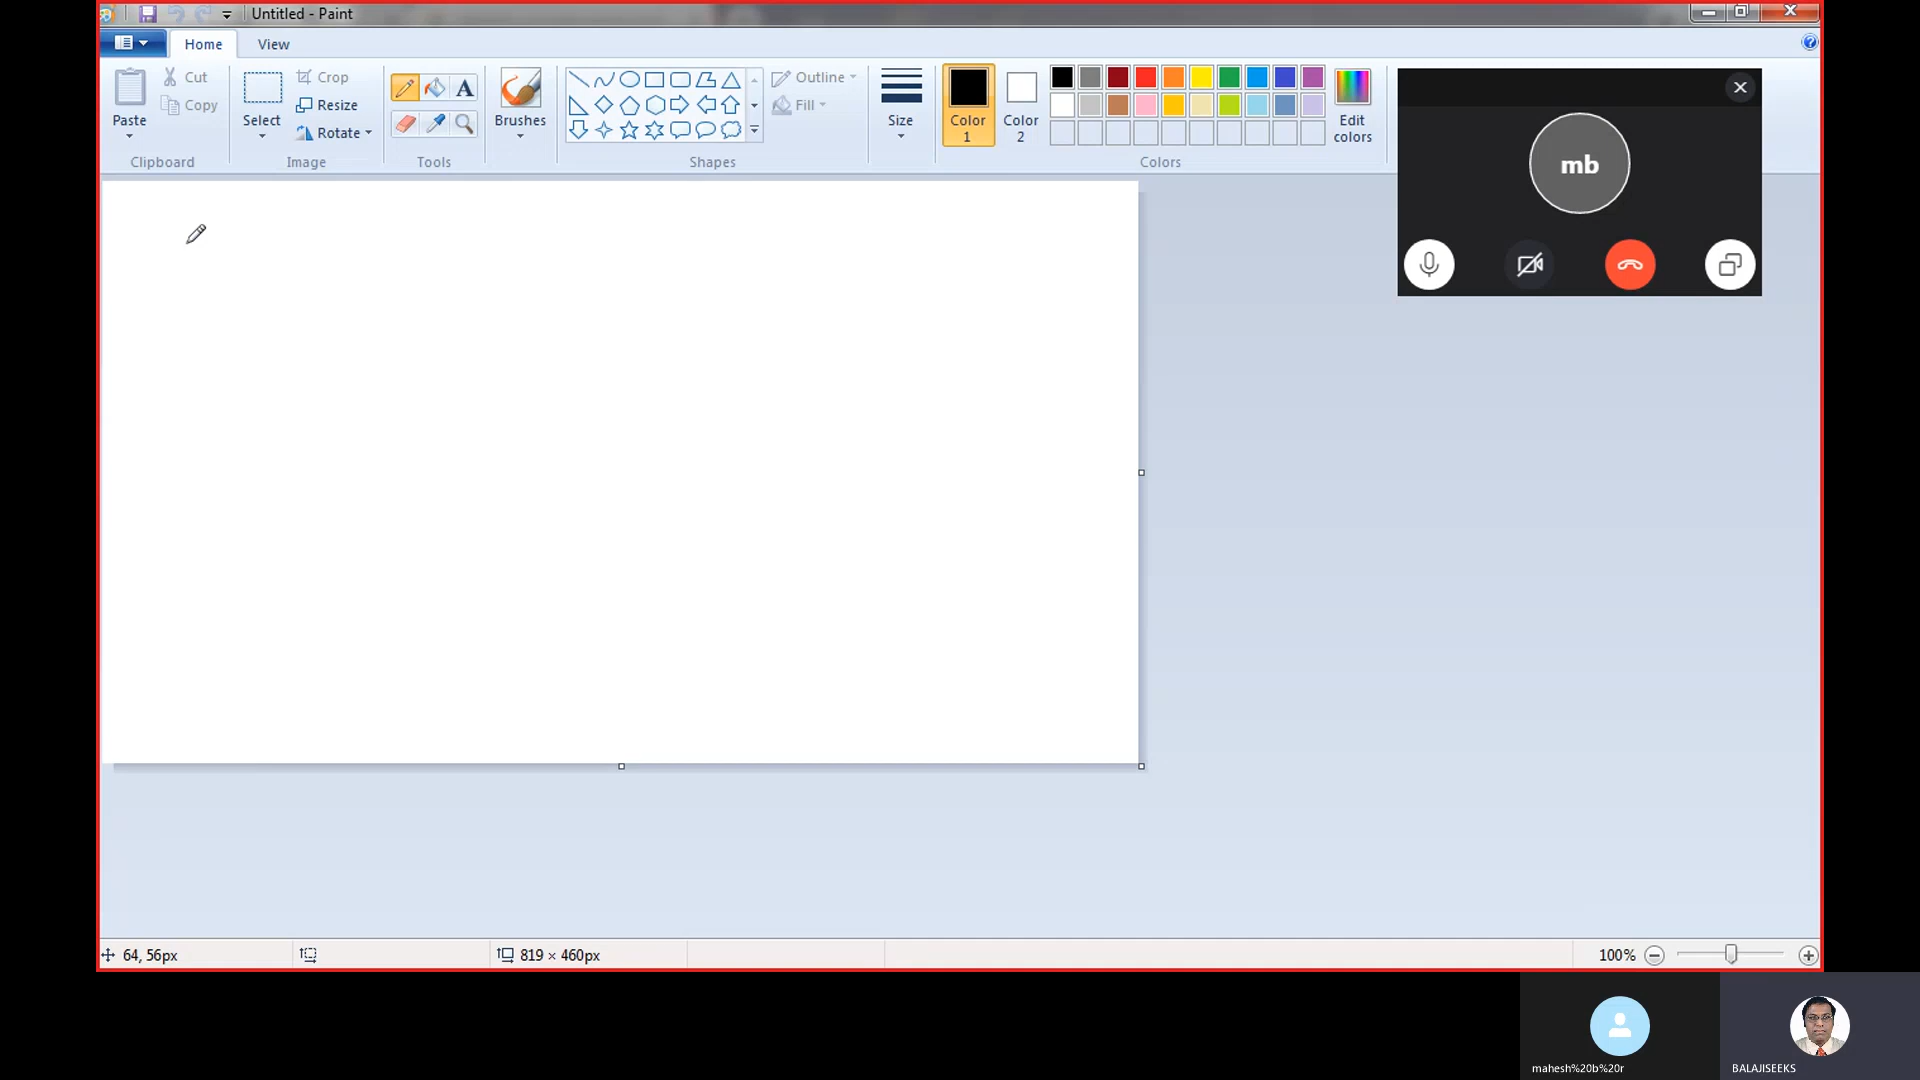 Untitled - Paint
Home
View
Paste
Cut
Copy
Clipboard
Select
Crop
Resize
Rotate
Image
A
Tools
Brushes
Outline
Fill
Shapes
Size
Color
1
Color
2
Edit
colors
Colors
mb
64, 56px
819 × 460px
100%
mahesh%20b%20r
BALAJISEEKS